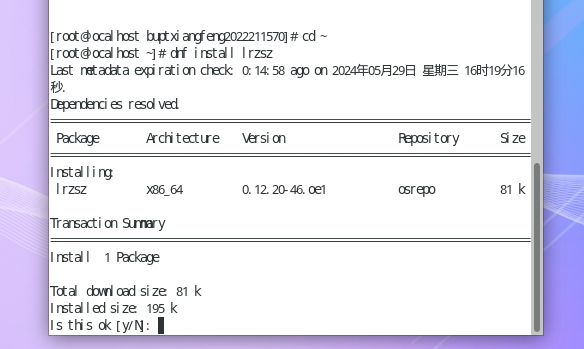 [root@localhost buptxiangfeng2022211570]# cd ~
[root@localhost ~]# dnf install lrzsz
Last metadata expiration check: 0:14:58 ago on 2024年05月29日 星期三 16时19分16
秒.
Dependencies resolved.
Package Architecture Version Repository Size
Installing:
lrzsz x86_64 0.12.20-46.oe1 osrepo 81 k
Transaction Summary
Install 1 Package
Total download size: 81 k
Installed size: 195 k
Is this ok [y/N]: